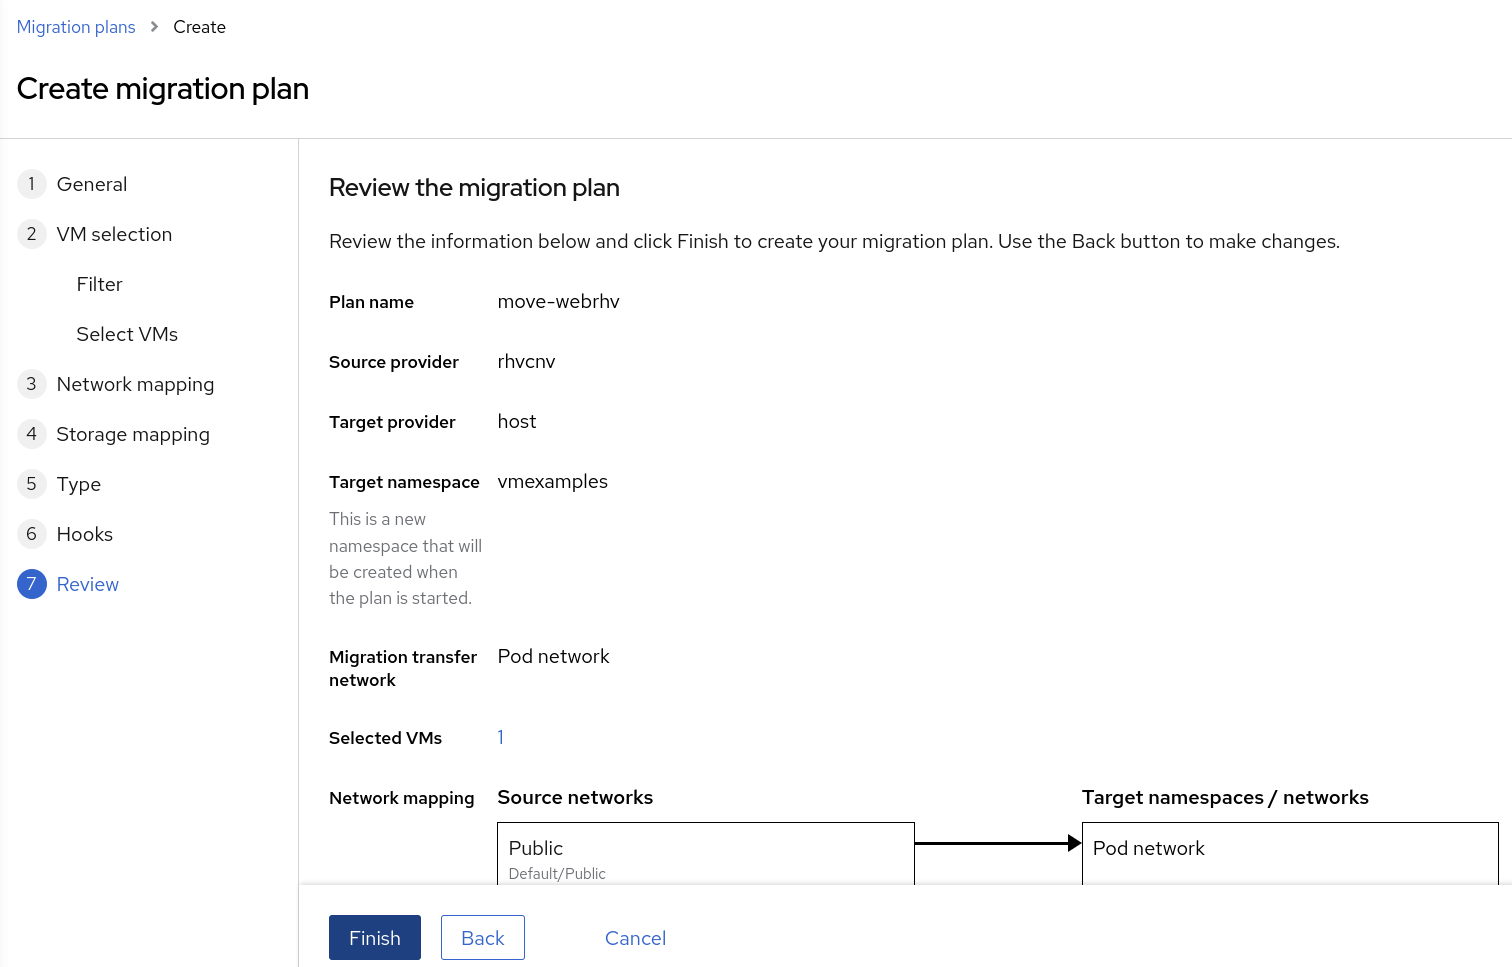 Migration plans > Create
Create migration plan
1 General
2 VM selection
Filter
Select VMs
3 Network mapping
4 Storage mapping
5 Type
6 Hooks
7 Review
Review the migration plan
Review the information below and click Finish to create your migration plan. Use the Back button to make changes.
Plan name move-webrhv
Source provider rhvcnv
Target provider host
Target namespace vmexamples
This is a new
namespace that will
be created when
the plan is started.
Migration transfer Pod network
network
Selected VMs 1
Network mapping Source networks Target namespaces / networks
Public Pod network
Default/Public
Finish Back Cancel